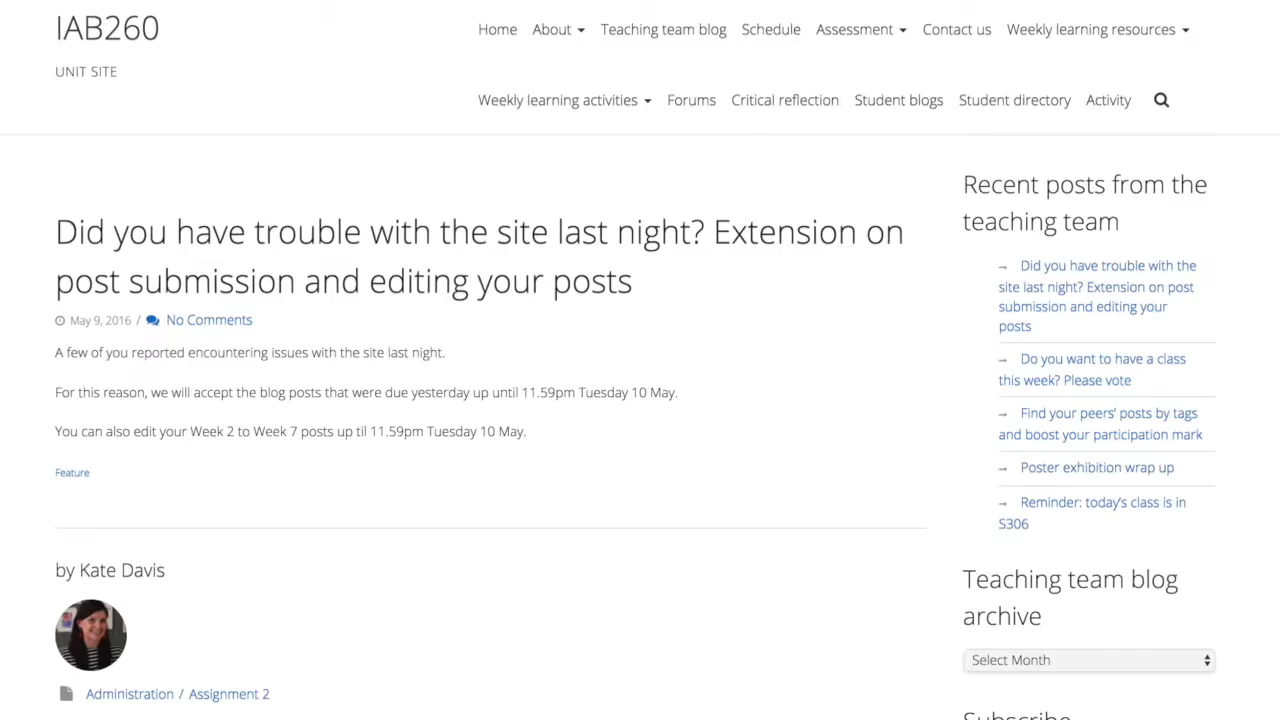 IAB260
UNIT SITE
Home About Teaching team blog Schedule Assessment Contact us Weekly learning resources
Weekly learning activities Forums Critical reflection Student blogs Student directory Activity
Did you have trouble with the site last night? Extension on
post submission and editing your posts
May 9, 2016 / No Comments
A few of you reported encountering issues with the site last night.
For this reason, we will accept the blog posts that were due yesterday up until 11.59pm Tuesday 10 May.
You can also edit your Week 2 to Week 7 posts up til 11.59pm Tuesday 10 May.
Feature
by Kate Davis
Administration / Assignment 2
Recent posts from the
teaching team
→ Did you have trouble with the
site last night? Extension on post
submission and editing your
posts
→ Do you want to have a class
this week? Please vote
→ Find your peers' posts by tags
and boost your participation mark
→ Poster exhibition wrap up
→ Reminder: today's class is in
S306
Teaching team blog
archive
Select Month
Subscribe